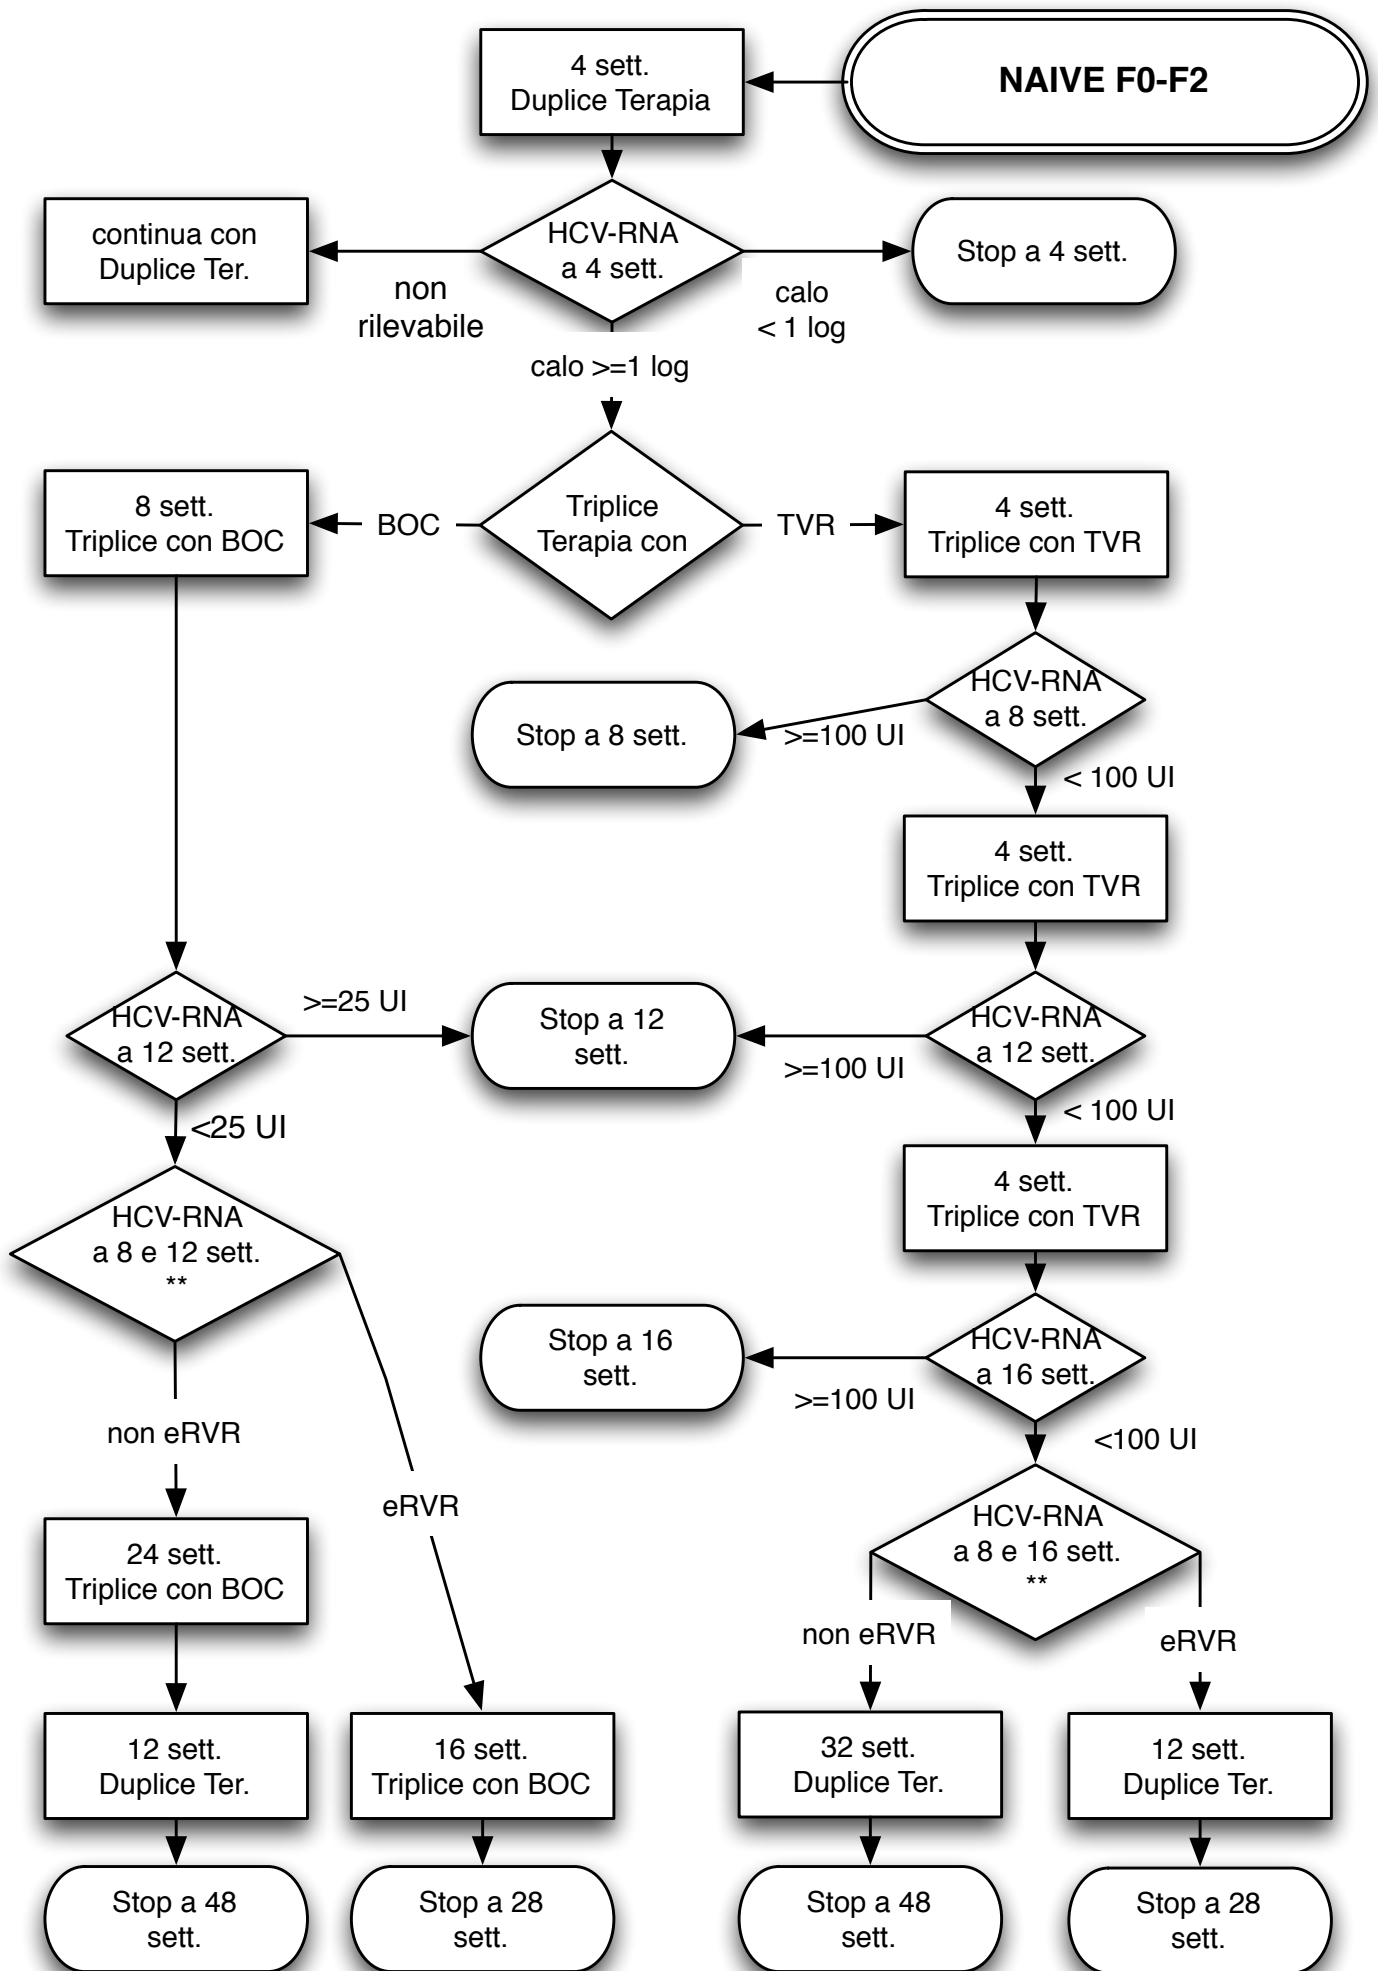 4 sett.
Duplice Terapia
NAIVE F0-F2
continua con
Duplice Ter.
HCV-RNA
a 4 sett.
Stop a 4 sett.
non
rilevabile
calo
< 1 log
calo >=1 log
8 sett.
Triplice con BOC
BOC
Triplice
Terapia con
TVR
4 sett.
Triplice con TVR
HCV-RNA
a 8 sett.
Stop a 8 sett.
>=100 UI
< 100 UI
4 sett.
Triplice con TVR
HCV-RNA
a 12 sett.
>=25 UI
Stop a 12
sett.
HCV-RNA
a 12 sett.
>=100 UI
<25 UI
< 100 UI
4 sett.
Triplice con TVR
HCV-RNA
a 8 e 12 sett.
**
Stop a 16
sett.
HCV-RNA
a 16 sett.
>=100 UI
non eRVR
<100 UI
eRVR
HCV-RNA
a 8 e 16 sett.
**
24 sett.
Triplice con BOC
non eRVR
eRVR
12 sett.
Duplice Ter.
16 sett.
Triplice con BOC
32 sett.
Duplice Ter.
12 sett.
Duplice Ter.
Stop a 48
sett.
Stop a 28
sett.
Stop a 48
sett.
Stop a 28
sett.